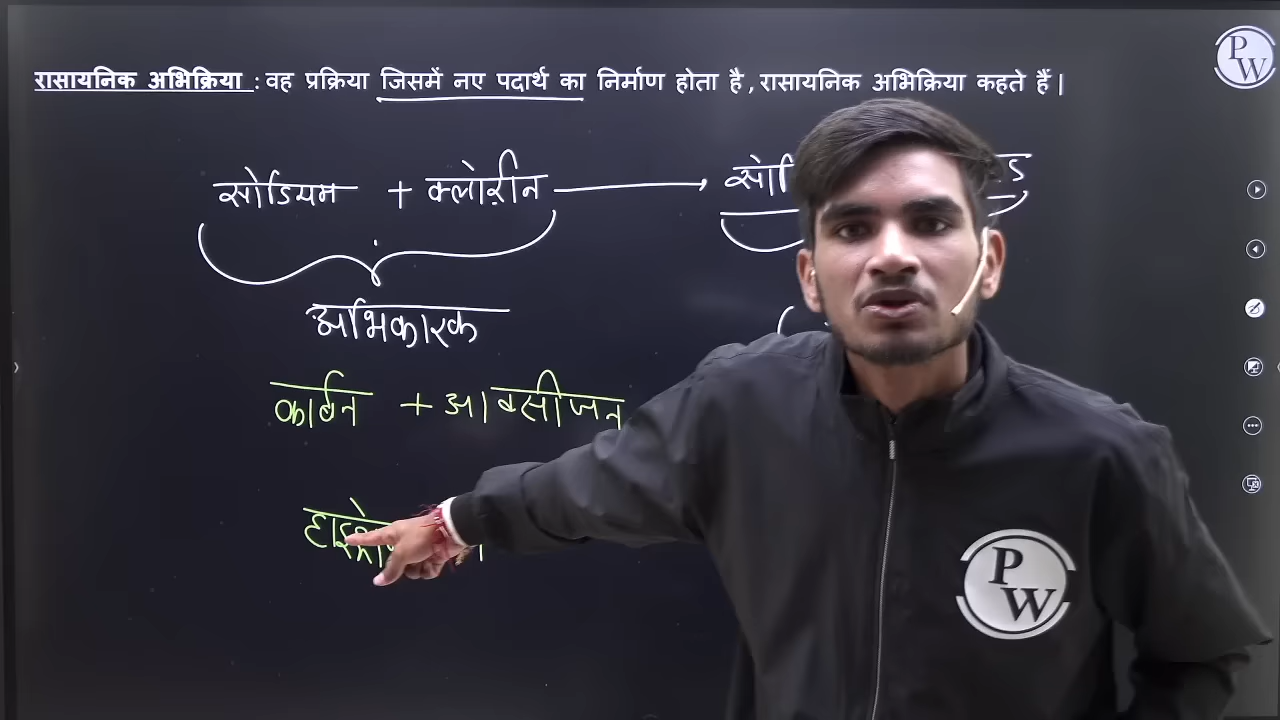 रासायनिक अभिक्रिया : वह प्रक्रिया जिसमें नए पदार्थ का निर्माण होता है, रासायनिक अभिक्रिया कहते हैं|
PW
सोडियम + क्लोरीन
अभिकारक
कार्बन + आक्सीजन
PW